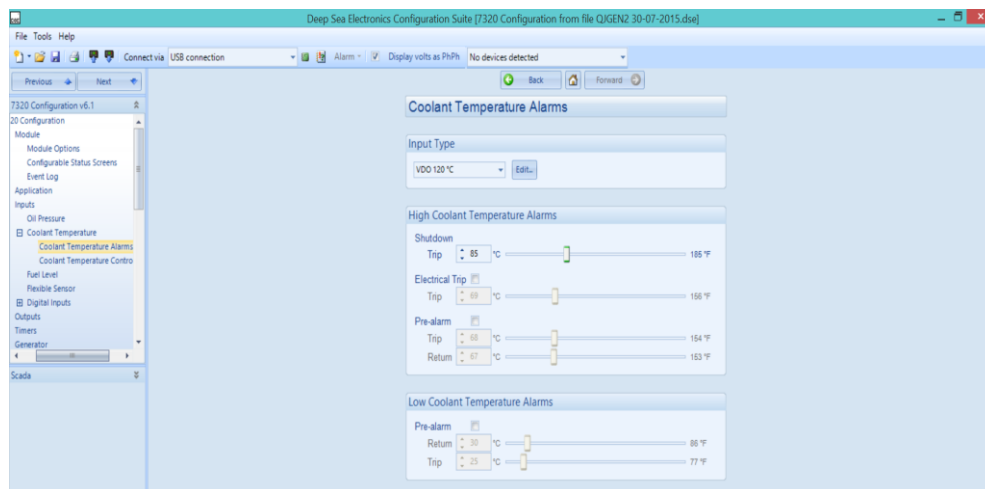 Deep Sea Electronics Configuration Suite [7320 Configuration from file QJGEN2 30-07-2015.dse]
File Tools Help
Connect via USB connection Alarm Display volts as PhPh No devices detected
Previous Next
Back Forward
7320 Configuration v6.1
20 Configuration
Module
Module Options
Configurable Status Screens
Event Log
Application
Inputs
Oil Pressure
Coolant Temperature
Coolant Temperature Alarms
Coolant Temperature Contro
Fuel Level
Flexible Sensor
Digital Inputs
Outputs
Timers
Generator
Scada
Coolant Temperature Alarms
Input Type
VDO 120 °C Edit...
High Coolant Temperature Alarms
Shutdown
Trip 85 °C 185 °F
Electrical Trip
Trip 69 °C 156 °F
Pre-alarm
Trip 68 °C 154 °F
Return 67 °C 153 °F
Low Coolant Temperature Alarms
Pre-alarm
Return 30 °C 86 °F
Trip 25 °C 77 °F